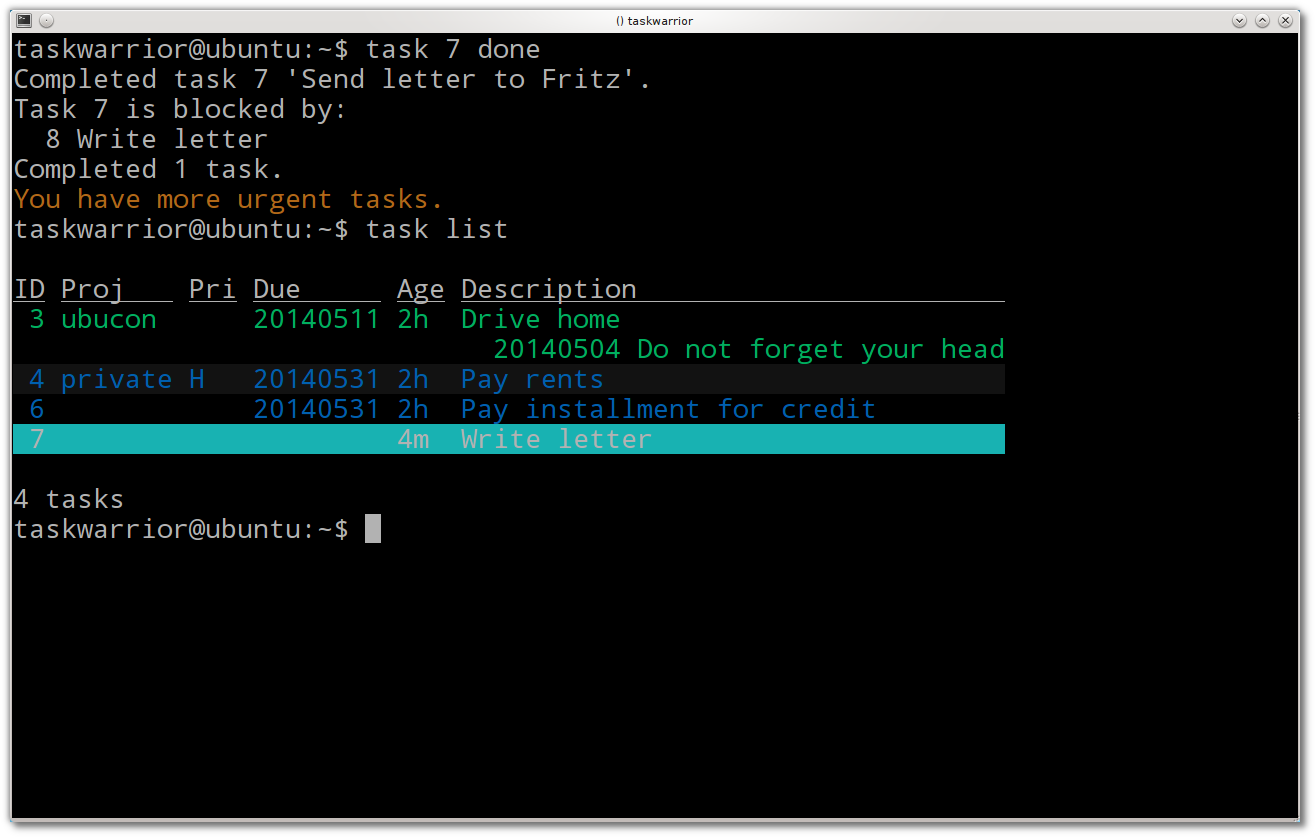 () taskwarrior
taskwarrior@ubuntu:~$ task 7 done
Completed task 7 'Send letter to Fritz'.
Task 7 is blocked by:
  8 Write letter
Completed 1 task.
You have more urgent tasks.
taskwarrior@ubuntu:~$ task list
ID Proj    Pri Due      Age Description
 3 ubucon      20140511 2h  Drive home
                              20140504 Do not forget your head
 4 private H   20140531 2h  Pay rents
 6             20140531 2h  Pay installment for credit
 7                      4m  Write letter
4 tasks
taskwarrior@ubuntu:~$